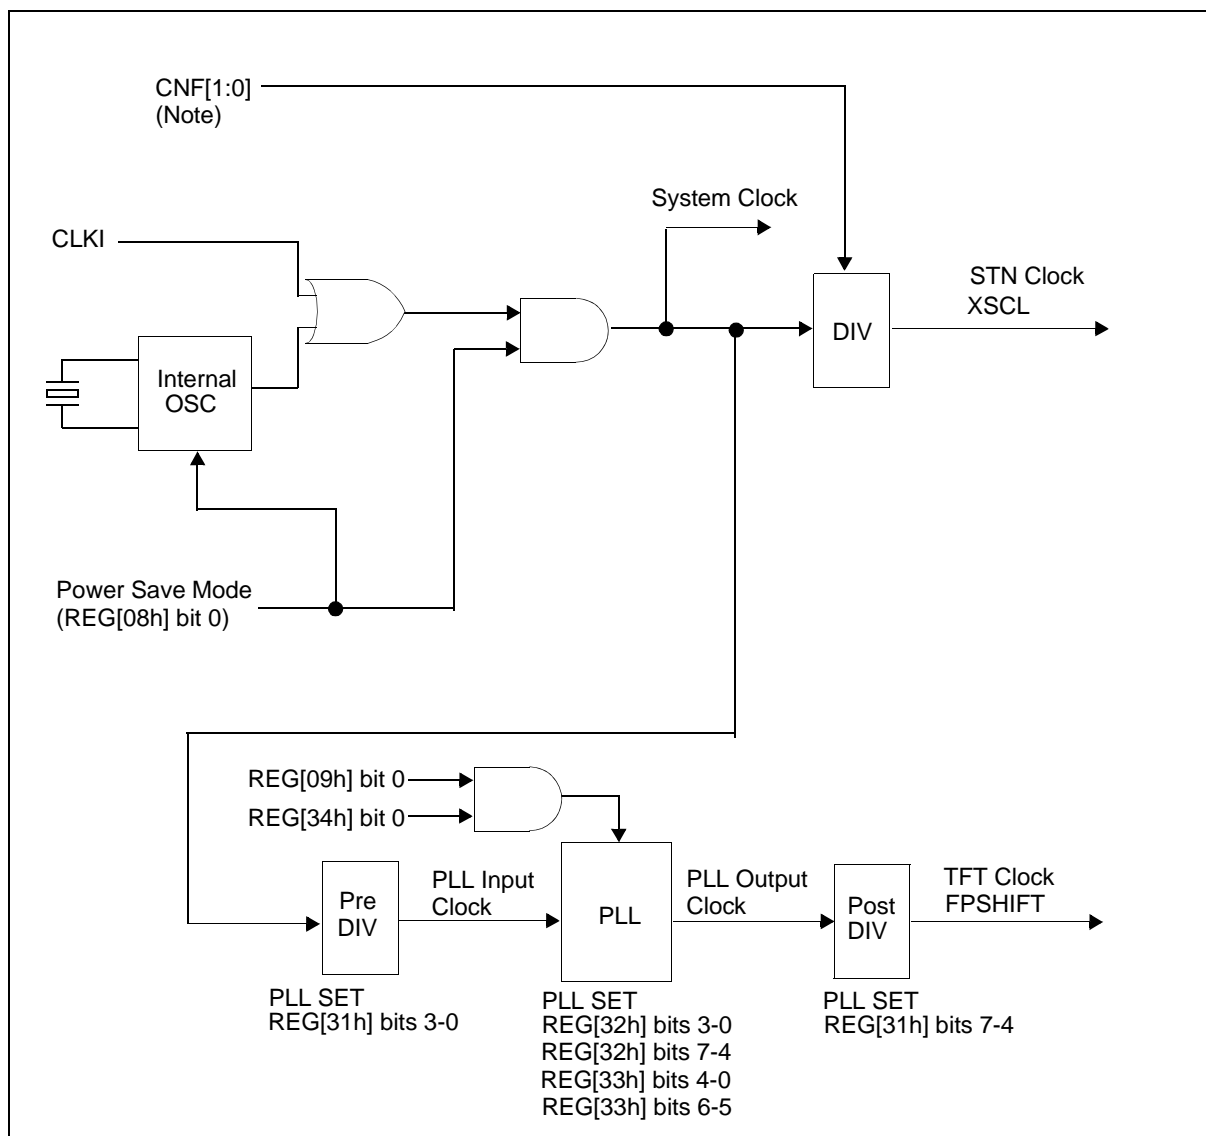 CNF[1:0]
(Note)
System Clock
CLKI
STN Clock
XSCL
DIV
Internal
OSC
Power Save Mode
(REG[08h] bit 0)
REG[09h] bit 0
REG[34h] bit 0
Pre
DIV
PLL Input
Clock
PLL
PLL Output
Clock
Post
DIV
TFT Clock
FPSHIFT
PLL SET
REG[31h] bits 3-0
PLL SET
REG[32h] bits 3-0
REG[32h] bits 7-4
REG[33h] bits 4-0
REG[33h] bits 6-5
PLL SET
REG[31h] bits 7-4